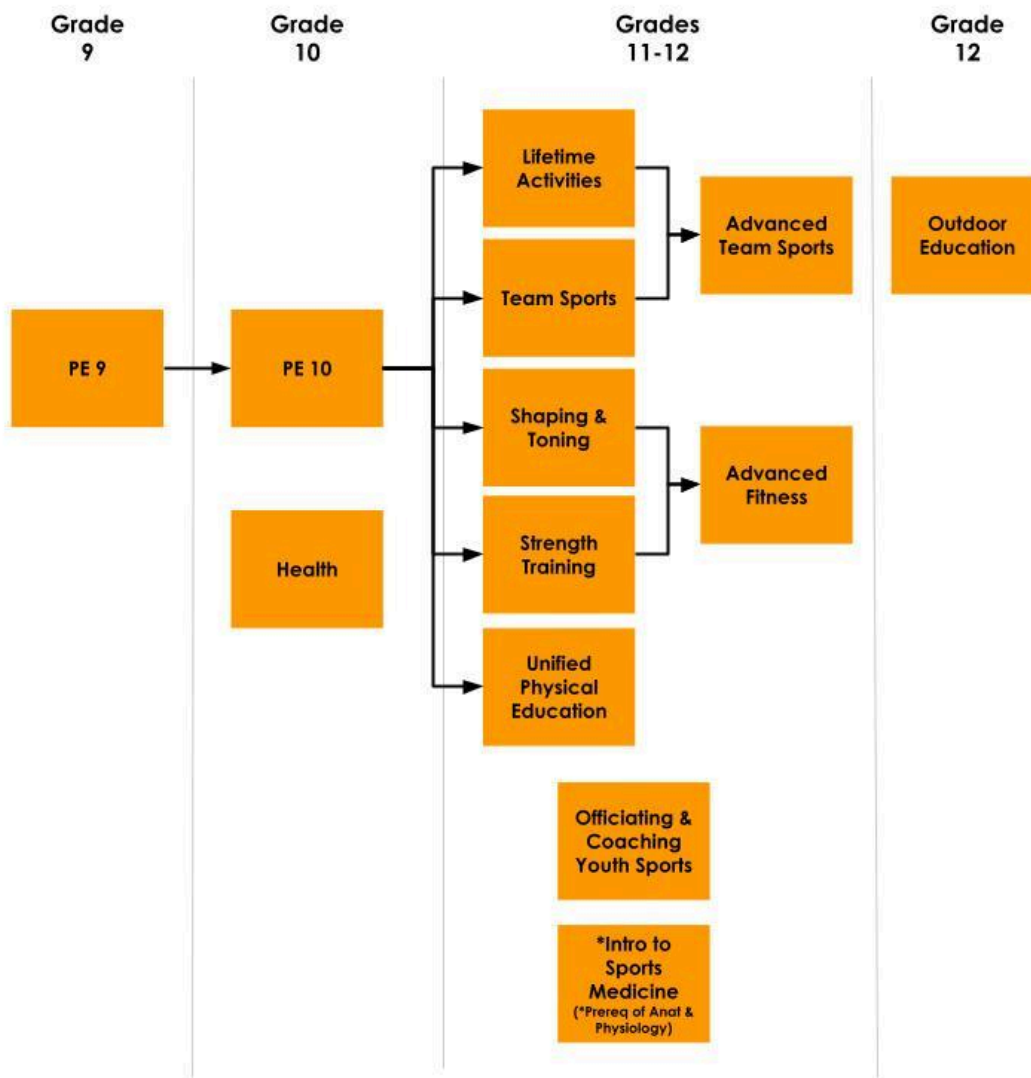 Grade
9
Grade
10
Grades
11-12
Grade
12
Lifetime
Activities
Advanced
Team Sports
Outdoor
Education
Team Sports
PE 9
PE 10
Shaping &
Toning
Advanced
Fitness
Health
Strength
Training
Unified
Physical
Education
Officiating &
Coaching
Youth Sports
*Intro to
Sports
Medicine
(*Prereq of Anat &
Physiology)